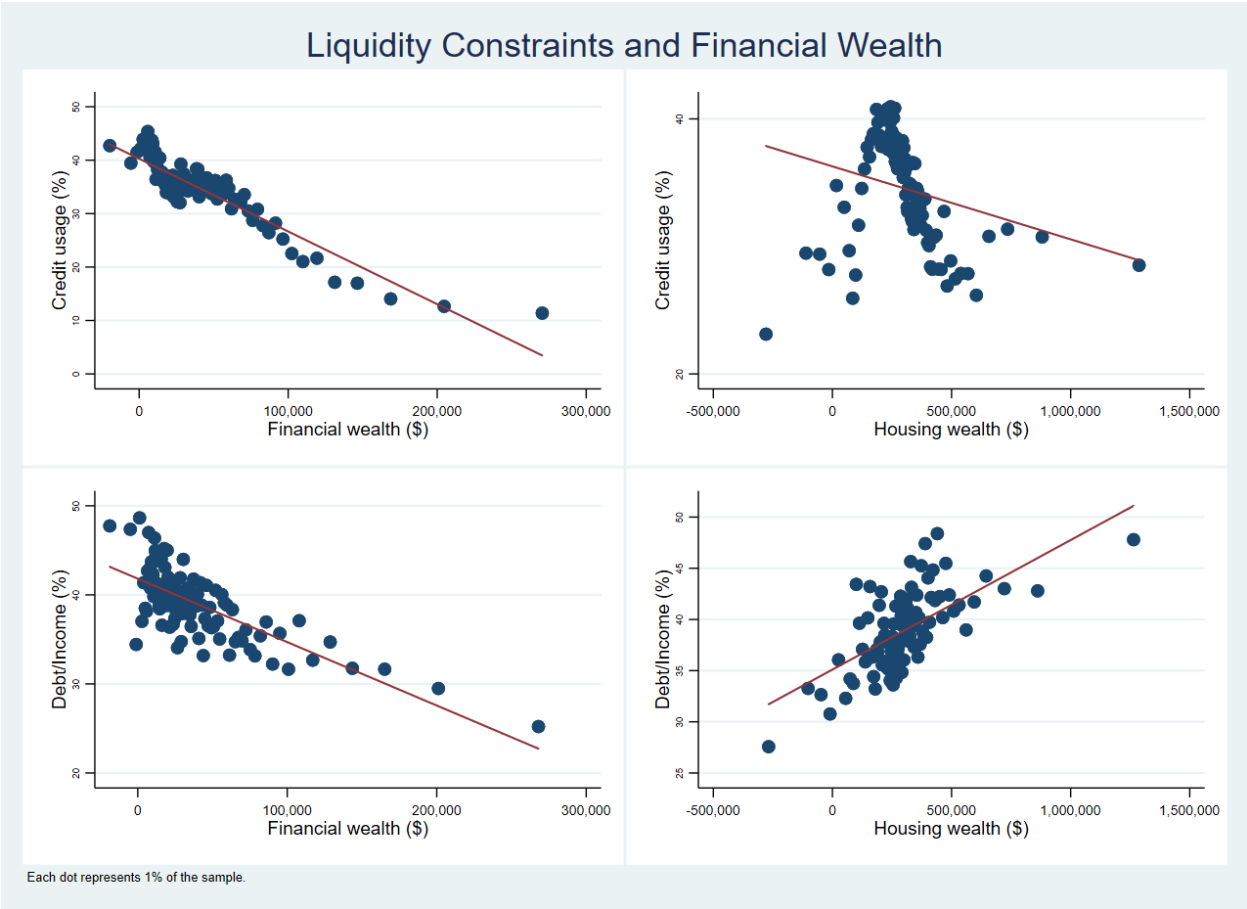 Liquidity Constraints and Financial Wealth
50
40
30
20
10
0
Credit usage (%)
0 100,000 200,000 300,000
Financial wealth ($)
40
20
Credit usage (%)
-500,000 0 500,000 1,000,000 1,500,000
Housing wealth ($)
50
40
30
20
Debt/Income (%)
0 100,000 200,000 300,000
Financial wealth ($)
50
45
40
35
30
25
Debt/Income (%)
-500,000 0 500,000 1,000,000 1,500,000
Housing wealth ($)
Each dot represents 1% of the sample.